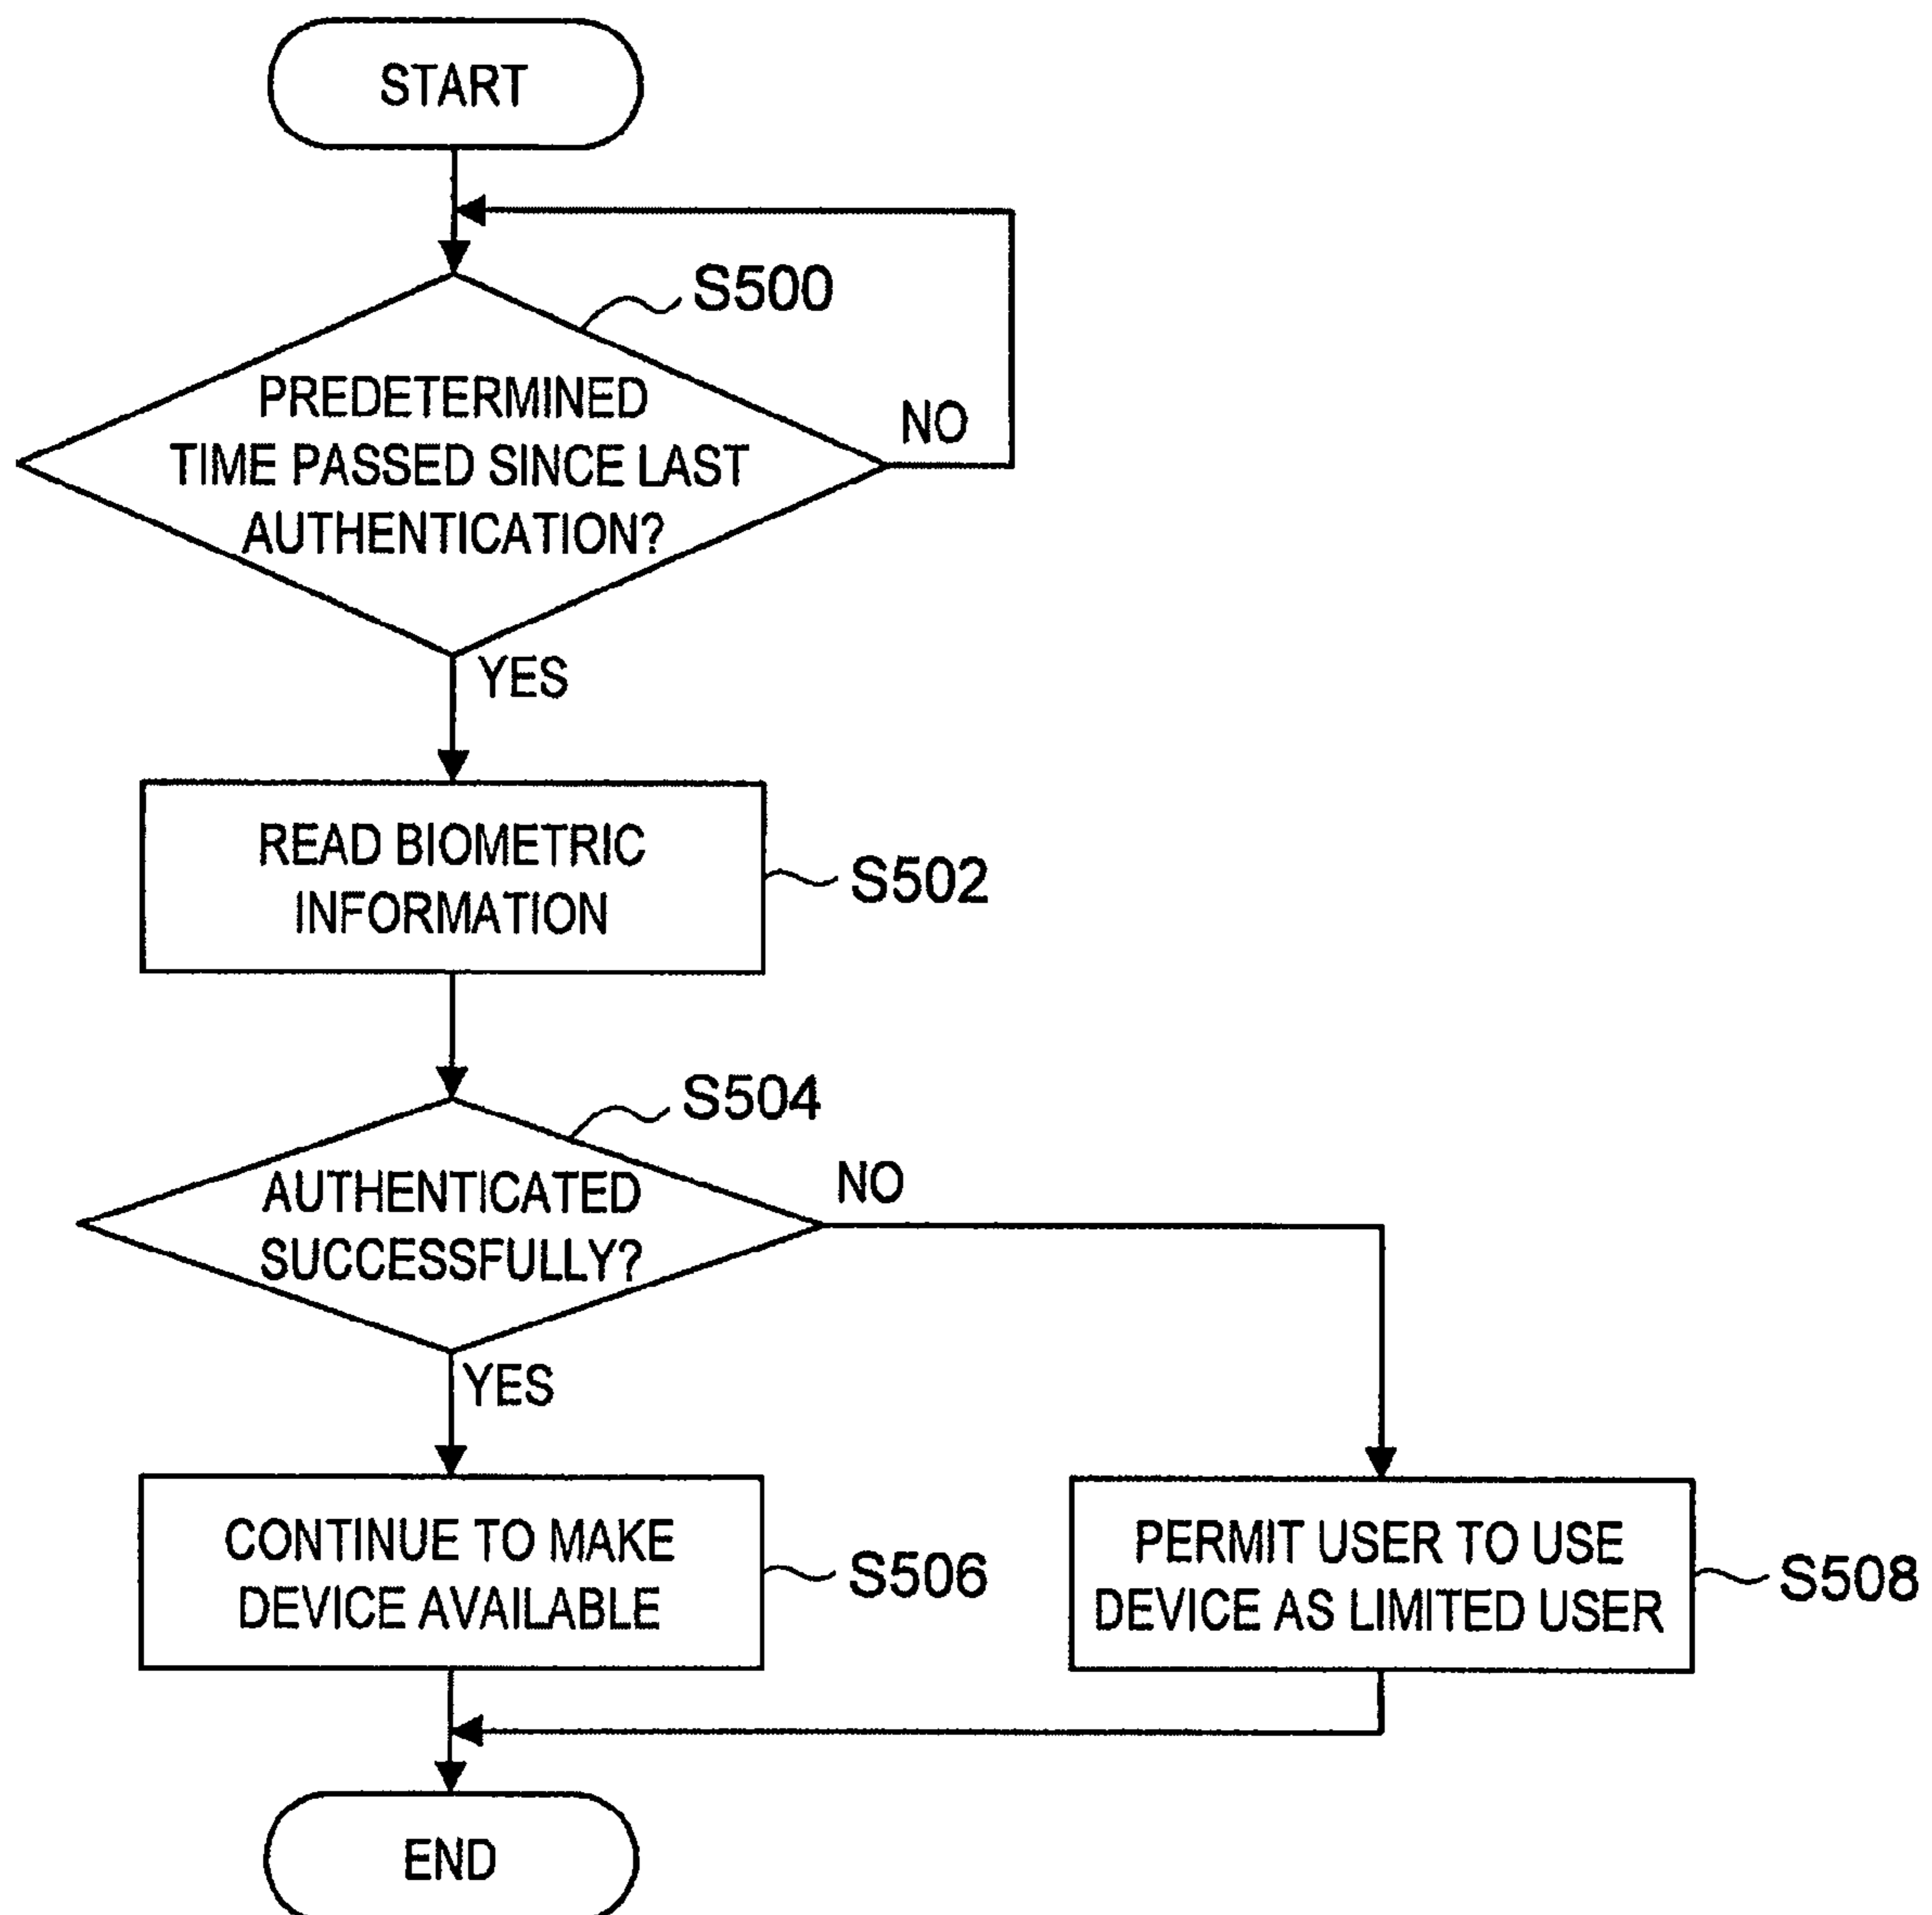 START
S500
PREDETERMINED
TIME PASSED SINCE LAST
AUTHENTICATION?
NO
YES
READ BIOMETRIC
INFORMATION
S502
S504
AUTHENTICATED
SUCCESSFULLY?
NO
YES
CONTINUE TO MAKE
DEVICE AVAILABLE
S506
PERMIT USER TO USE
DEVICE AS LIMITED USER
S508
END